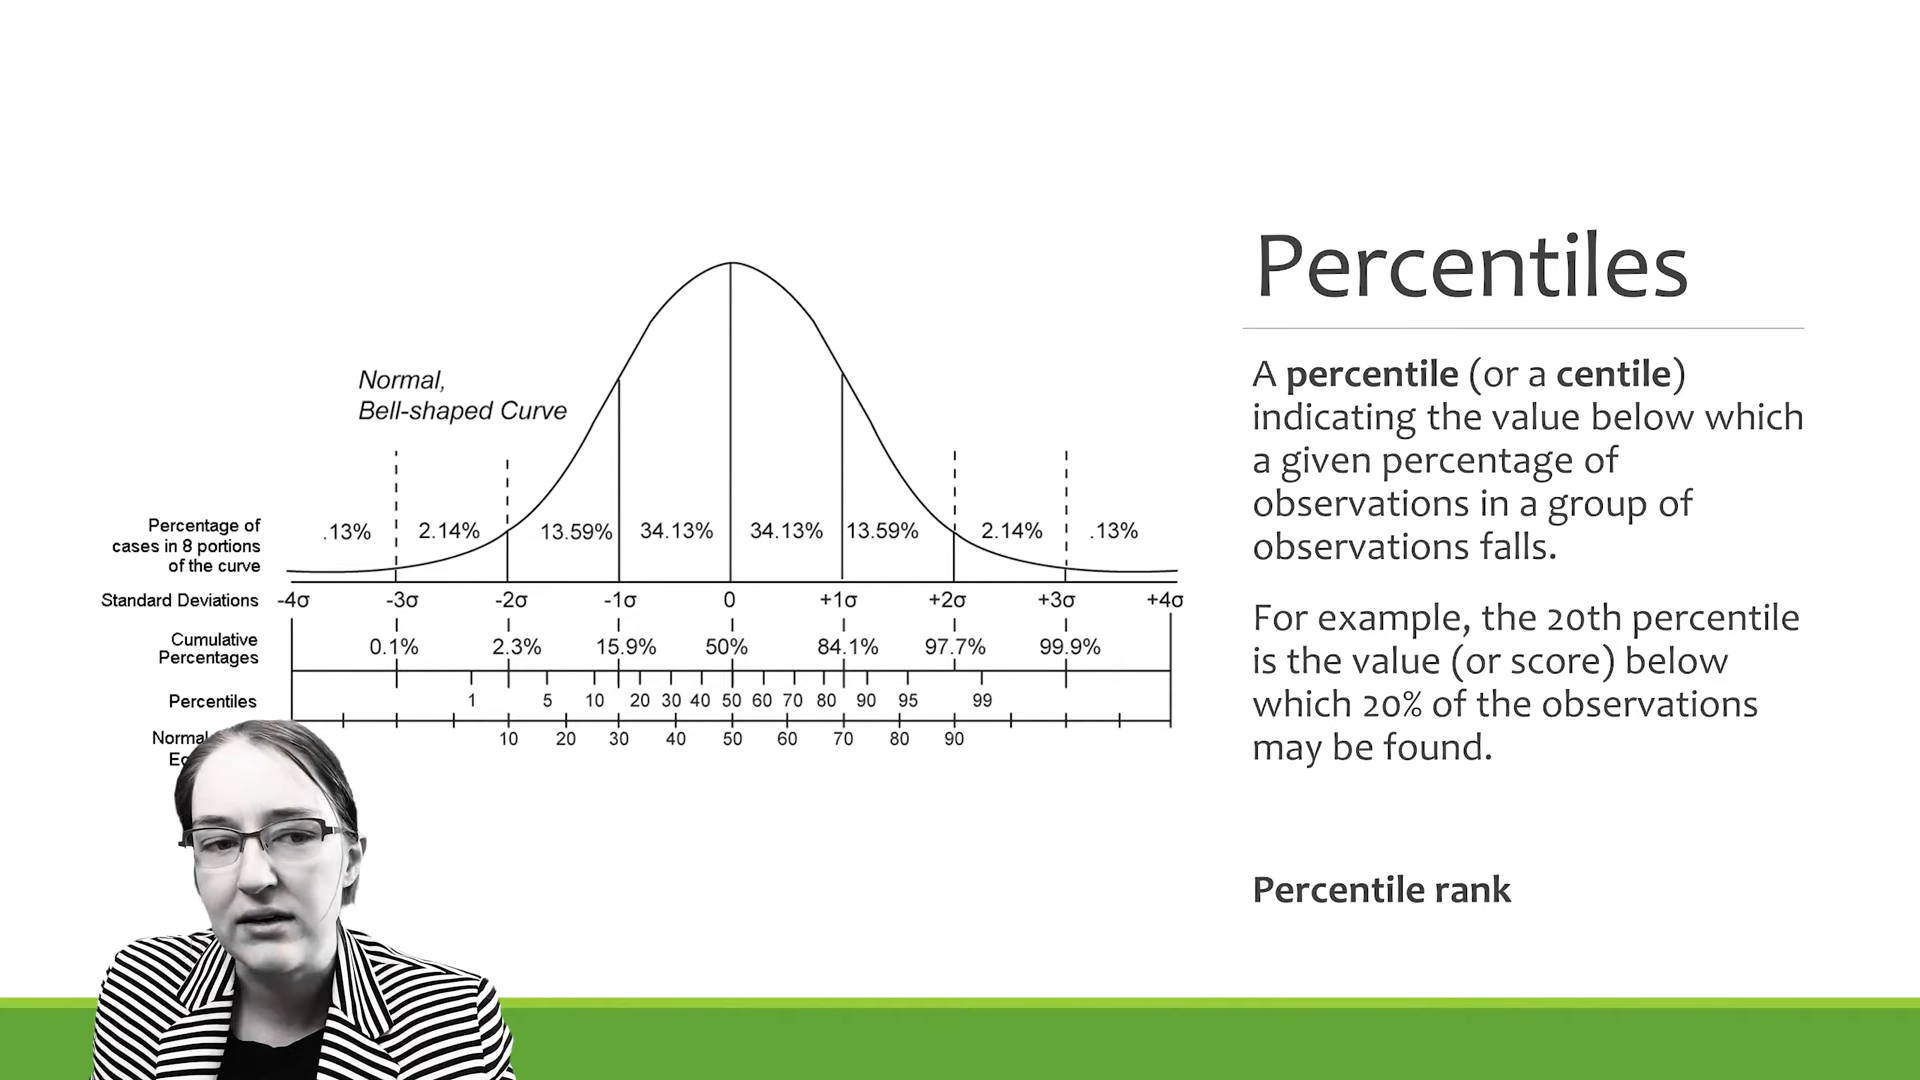 Percentiles
A percentile (or a centile)
indicating the value below which
a given percentage of
observations in a group of
observations falls.
For example, the 20th percentile
is the value (or score) below
which 20% of the observations
may be found.
Percentile rank
Normal,
Bell-shaped Curve
Percentage of
cases in 8 portions
of the curve
.13% 2.14% 13.59% 34.13% 34.13% 13.59% 2.14% .13%
Standard Deviations -4σ -3σ -2σ -1σ 0 +1σ +2σ +3σ +4σ
Cumulative
Percentages
0.1% 2.3% 15.9% 50% 84.1% 97.7% 99.9%
Percentiles 1 5 10 20 30 40 50 60 70 80 90 95 99
Normal 10 20 30 40 50 60 70 80 90